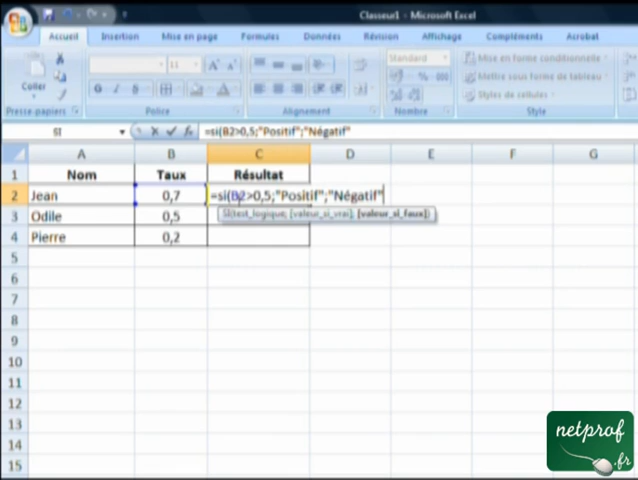 Classeur1 - Microsoft Excel
Accueil Insertion Mise en page Formules Données Révision Affichage Compléments Acrobat
Coller
11 A A
Standard
Mise en forme conditionnelle
Mettre sous forme de tableau
Styles de cellules
G I S
% 000
Presse-papiers Police Alignement Nombre Style
SI fx =si(B2>0,5;"Positif";"Négatif"
A B C D E F G
1 Nom Taux Résultat
2 Jean 0,7 =si(B2>0,5;"Positif";"Négatif"
SI(test_logique; [valeur_si_vrai]; [valeur_si_faux])
3 Odile 0,5
4 Pierre 0,2
5
6
7
8
9
10
11
12
13
14
15
netprof
.fr